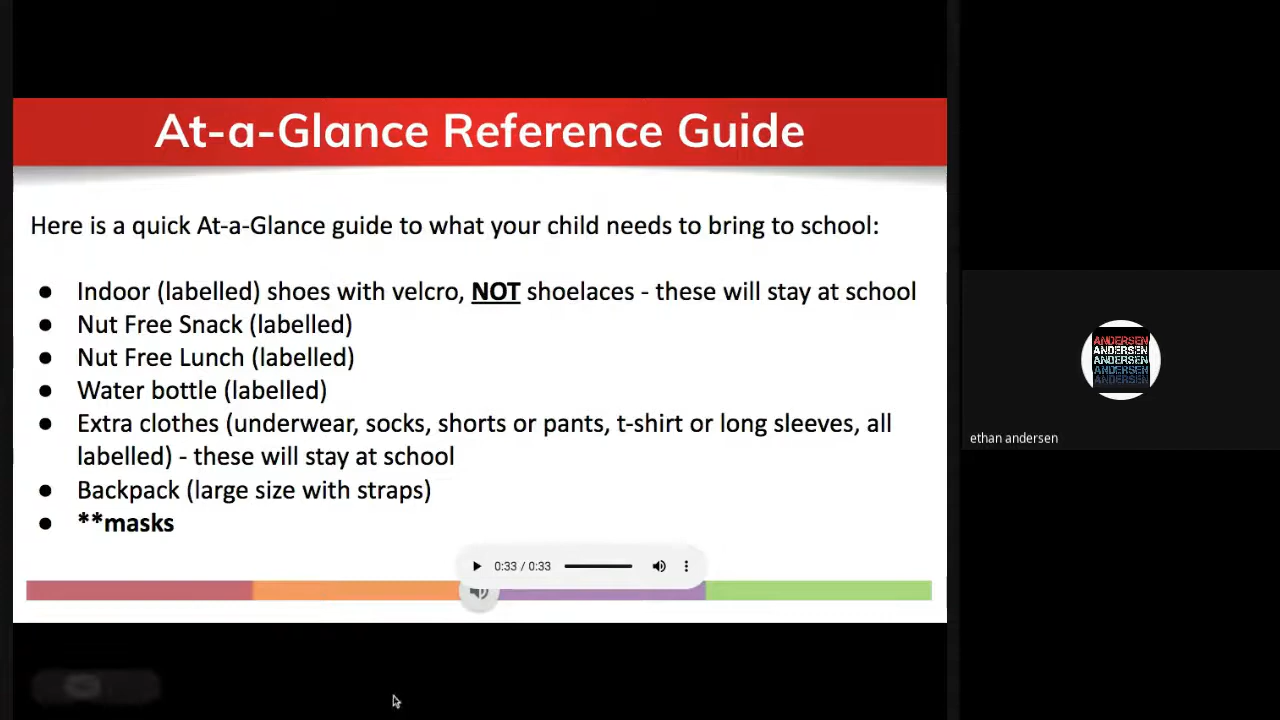 At-a-Glance Reference Guide
Here is a quick At-a-Glance guide to what your child needs to bring to school:
● Indoor (labelled) shoes with velcro, NOT shoelaces - these will stay at school
● Nut Free Snack (labelled)
● Nut Free Lunch (labelled)
● Water bottle (labelled)
● Extra clothes (underwear, socks, shorts or pants, t-shirt or long sleeves, all
labelled) - these will stay at school
● Backpack (large size with straps)
● **masks
0:33 / 0:33
ANDERSEN
ANDERSEN
ANDERSEN
ANDERSEN
ANDERSEN
ethan andersen